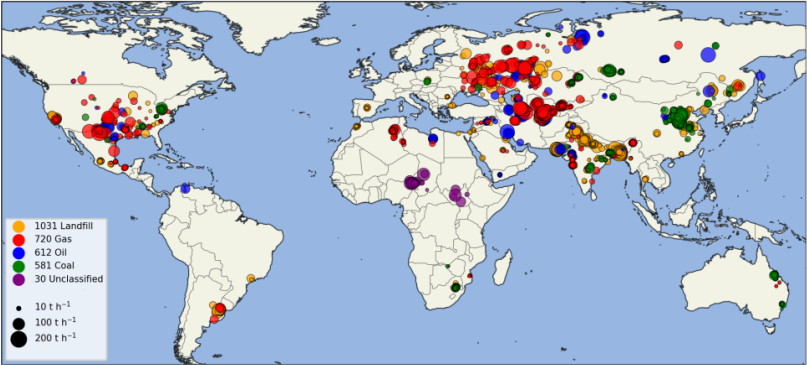 1031 Landfill
720 Gas
612 Oil
581 Coal
30 Unclassified
10 t h⁻¹
100 t h⁻¹
200 t h⁻¹